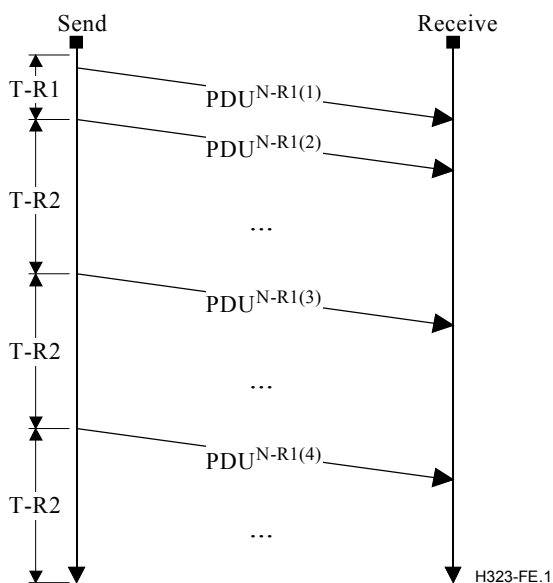 Send Receive
T-R1
PDU^N-R1(1)
PDU^N-R1(2)
T-R2
...
PDU^N-R1(3)
T-R2
...
PDU^N-R1(4)
T-R2
...
H323-FE.1